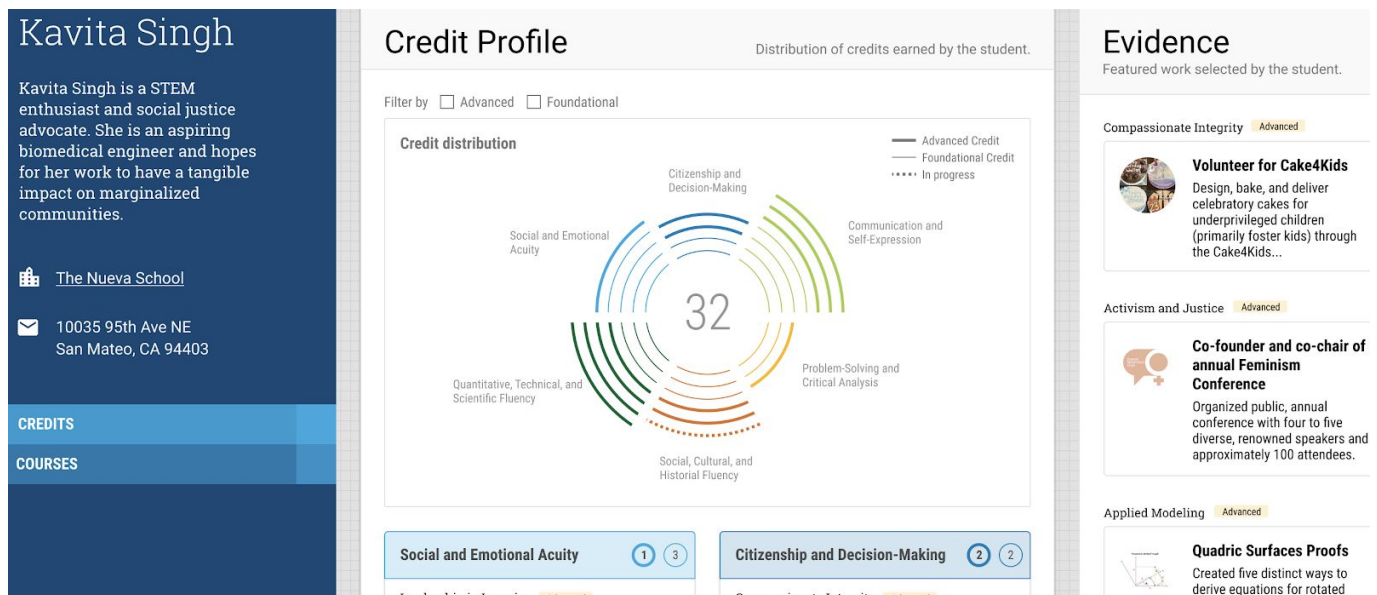 Kavita Singh
Kavita Singh is a STEM
enthusiast and social justice
advocate. She is an aspiring
biomedical engineer and hopes
for her work to have a tangible
impact on marginalized
communities.
The Nueva School
10035 95th Ave NE
San Mateo, CA 94403
CREDITS
COURSES
Credit Profile
Distribution of credits earned by the student.
Filter by Advanced Foundational
Credit distribution
Advanced Credit
Foundational Credit
In progress
Citizenship and
Decision-Making
Social and Emotional
Acuity
Communication and
Self-Expression
32
Quantitative, Technical, and
Scientific Fluency
Problem-Solving and
Critical Analysis
Social, Cultural, and
Historial Fluency
Social and Emotional Acuity 1 3
Citizenship and Decision-Making 2 2
Evidence
Featured work selected by the student.
Compassionate Integrity Advanced
Volunteer for Cake4Kids
Design, bake, and deliver
celebratory cakes for
underprivileged children
(primarily foster kids) through
the Cake4Kids...
Activism and Justice Advanced
Co-founder and co-chair of
annual Feminism
Conference
Organized public, annual
conference with four to five
diverse, renowned speakers and
approximately 100 attendees.
Applied Modeling Advanced
Quadric Surfaces Proofs
Created five distinct ways to
derive equations for rotated